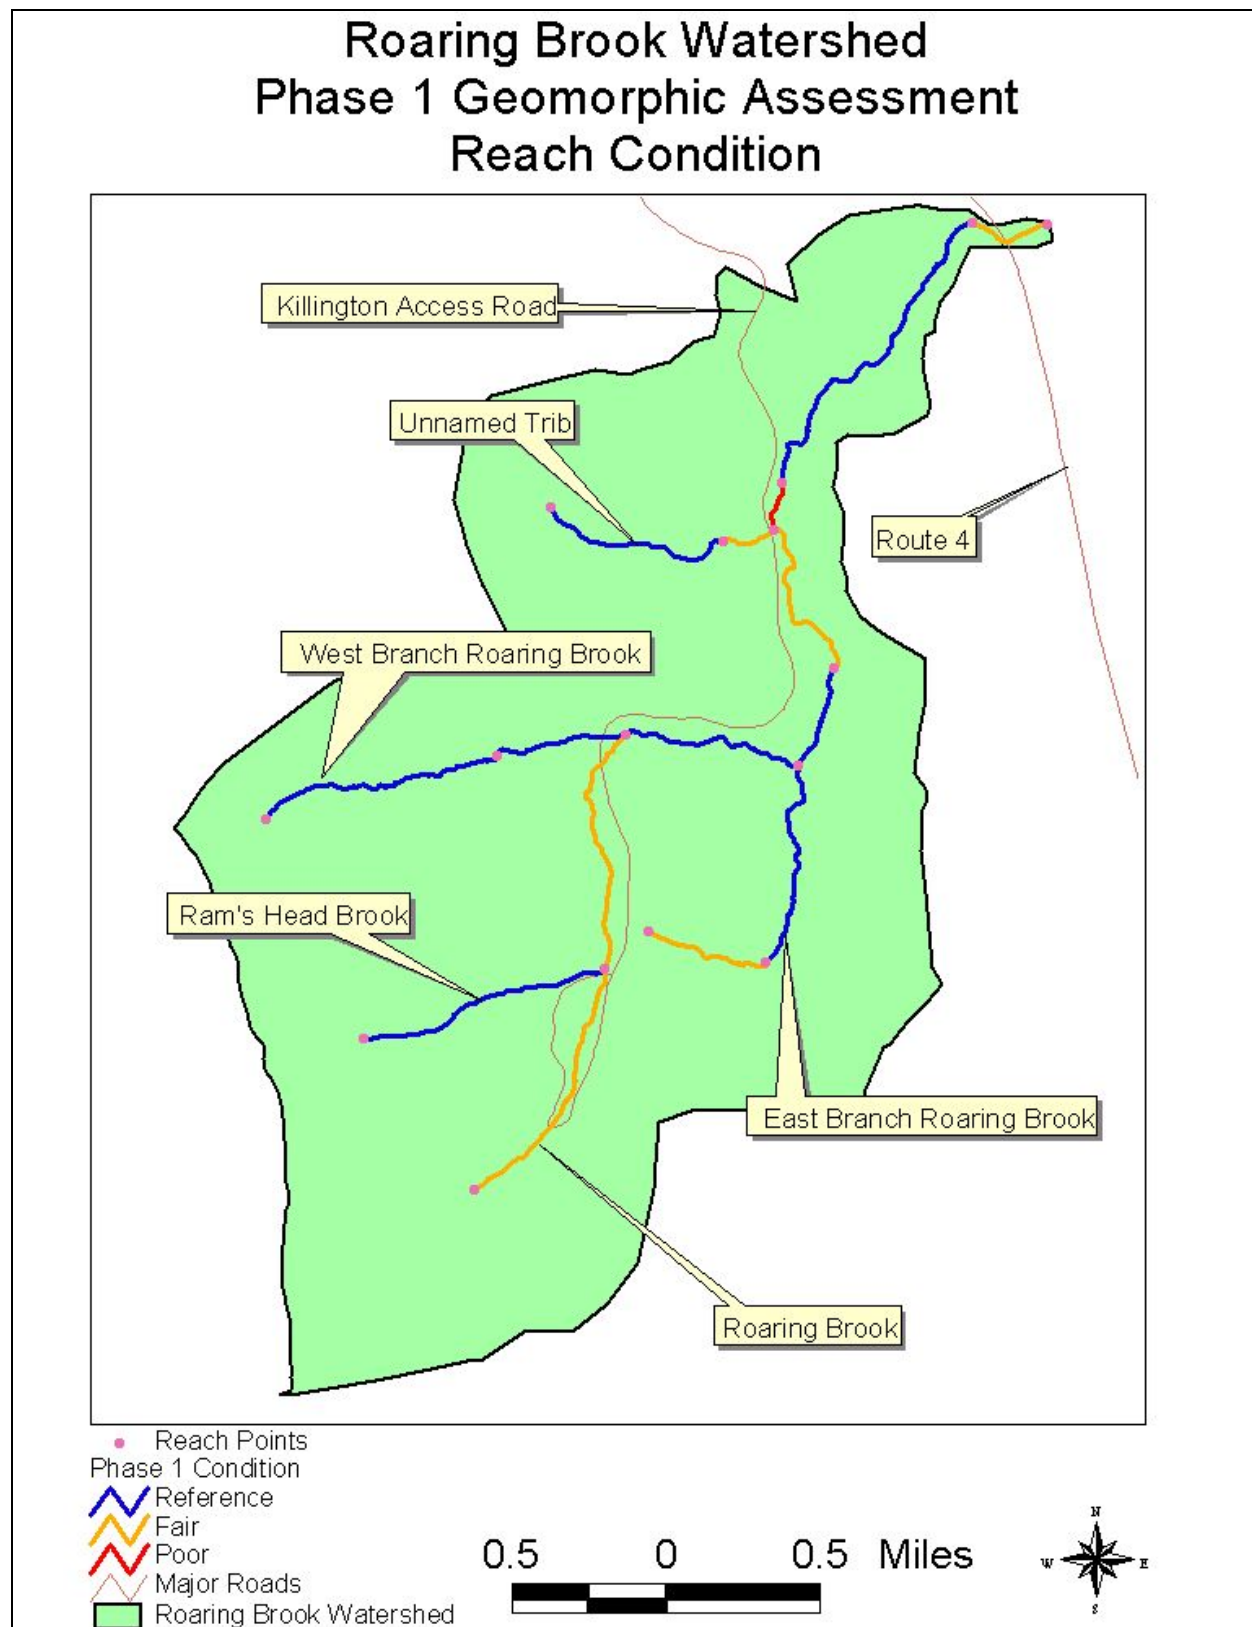 Roaring Brook Watershed
Phase 1 Geomorphic Assessment
Reach Condition
Killington Access Road
Unnamed Trib
Route 4
West Branch Roaring Brook
Ram's Head Brook
East Branch Roaring Brook
Roaring Brook
Reach Points
Phase 1 Condition
Reference
Fair
Poor
Major Roads
Roaring Brook Watershed
0.5 0 0.5 Miles
N
W E
S